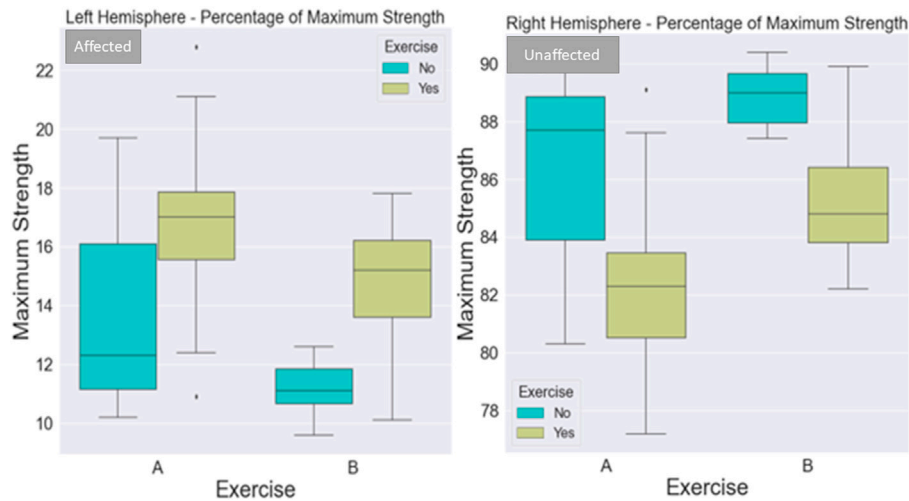 Left Hemisphere - Percentage of Maximum Strength
Affected
Exercise
No
Yes
22
20
18
16
14
12
10
Maximum Strength
A
B
Exercise
Right Hemisphere - Percentage of Maximum Strength
Unaffected
90
88
86
84
82
80
78
Maximum Strength
Exercise
No
Yes
A
B
Exercise